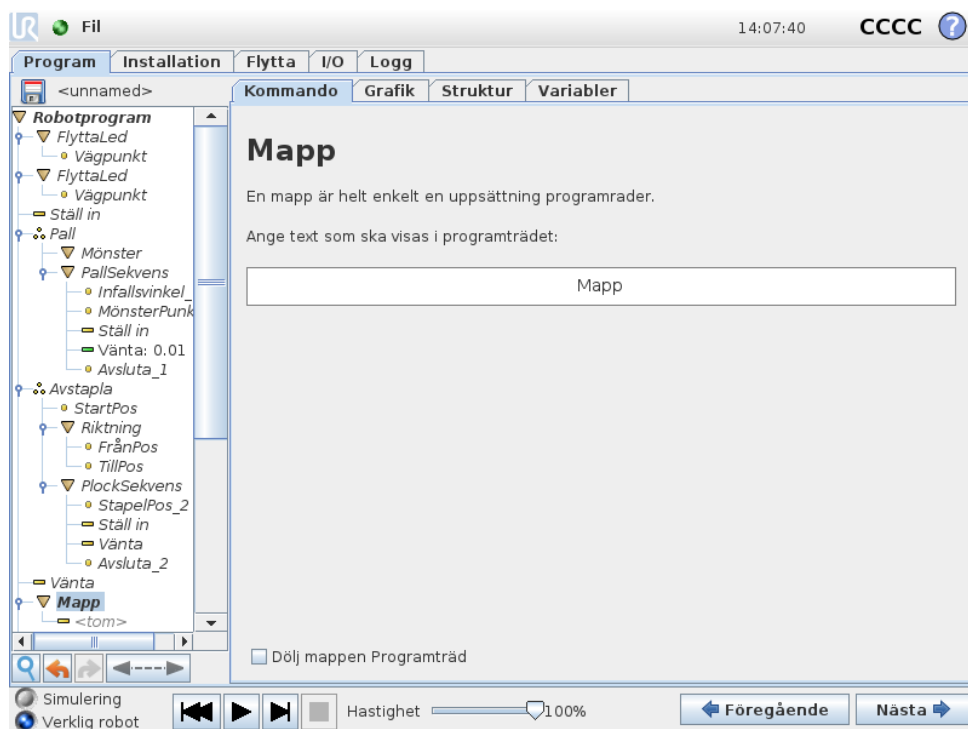 UR Fil 14:07:40 CCCC ?
Program Installation Flytta I/O Logg
<unnamed> Kommando Grafik Struktur Variabler
Robotprogram
FlyttaLed
Vägpunkt
FlyttaLed
Vägpunkt
Ställ in
Pall
Mönster
PallSekvens
Infallsvinkel_
MönsterPunk
Ställ in
Vänta: 0.01
Avsluta_1
Avstapla
StartPos
Riktning
FrånPos
TillPos
PlockSekvens
StapelPos_2
Ställ in
Vänta
Avsluta_2
Vänta
Mapp
<tom>
Mapp
En mapp är helt enkelt en uppsättning programrader.
Ange text som ska visas i programträdet:
Mapp
Dölj mappen Programträd
Simulering
Verklig robot
Hastighet 100%
Föregående Nästa